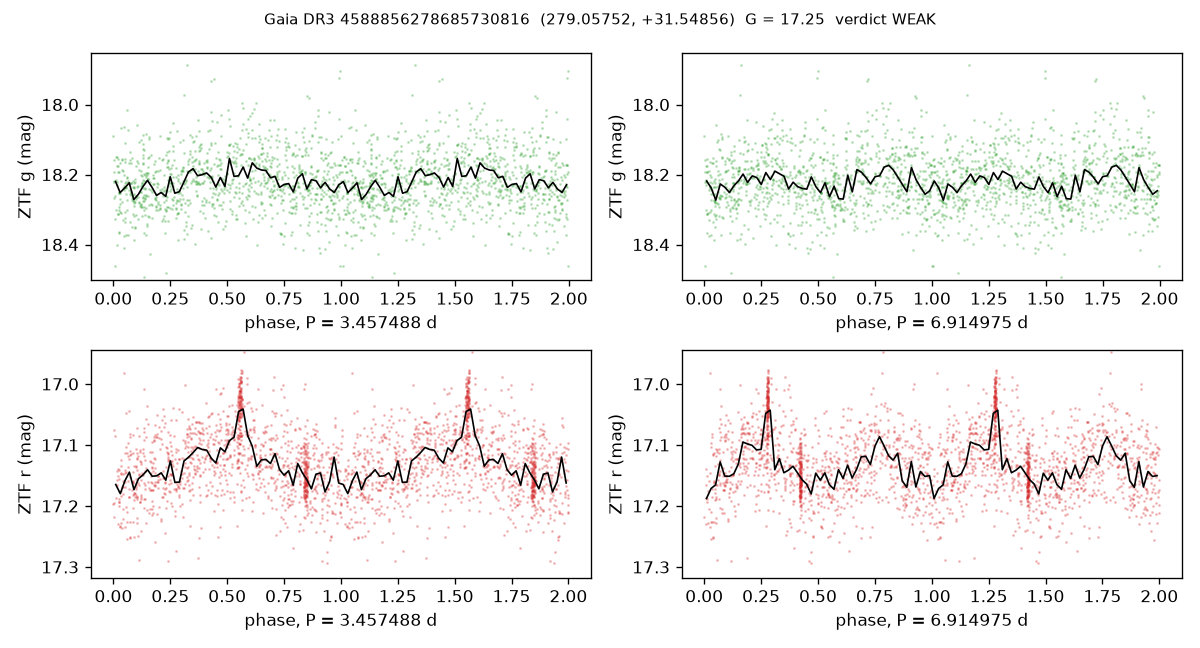 Gaia DR3 4588856278685730816 (279.05752, +31.54856) G = 17.25 verdict WEAK
ZTF g (mag)
18.0
18.2
18.4
0.00 0.25 0.50 0.75 1.00 1.25 1.50 1.75 2.00
phase, P = 3.457488 d
ZTF g (mag)
18.0
18.2
18.4
0.00 0.25 0.50 0.75 1.00 1.25 1.50 1.75 2.00
phase, P = 6.914975 d
ZTF r (mag)
17.0
17.1
17.2
17.3
0.00 0.25 0.50 0.75 1.00 1.25 1.50 1.75 2.00
phase, P = 3.457488 d
ZTF r (mag)
17.0
17.1
17.2
17.3
0.00 0.25 0.50 0.75 1.00 1.25 1.50 1.75 2.00
phase, P = 6.914975 d